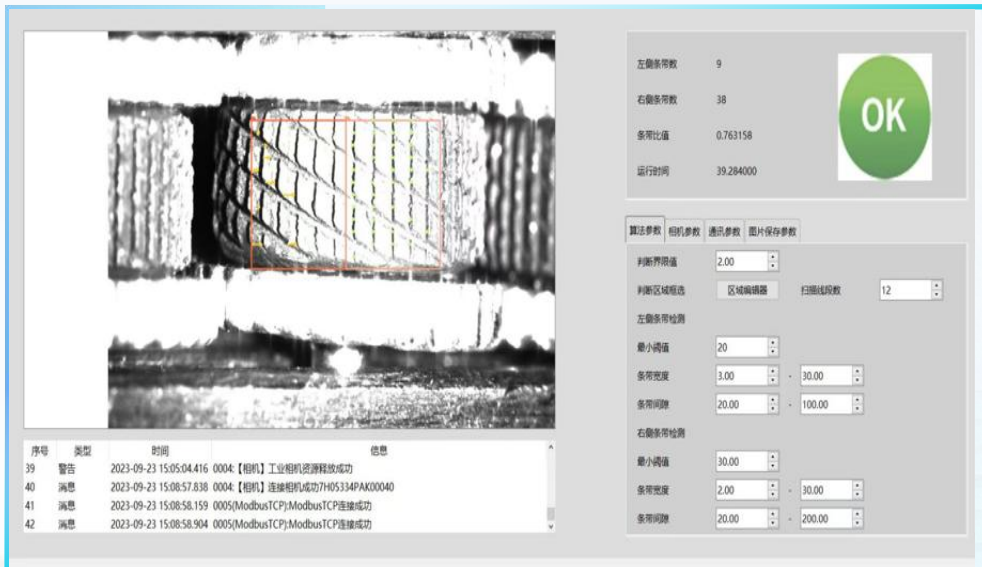 左侧条带数 9
右侧条带数 38
条带比值 0.763158
运行时间 39.284000
OK
算法参数 相机参数 通讯参数 图片保存参数
判断界限值 2.00
判断区域框选 区域编辑器 扫描线段数 12
左侧条带检测
最小阈值 20
条带宽度 3.00 - 30.00
条带间隙 20.00 - 100.00
右侧条带检测
最小阈值 30.00
条带宽度 2.00 - 30.00
条带间隙 20.00 - 200.00
序号 类型 时间 信息
39 警告 2023-09-23 15:05:04.416 0004:【相机】工业相机资源释放成功
40 消息 2023-09-23 15:08:57.838 0004:【相机】连接相机成功7H05334PAK00040
41 消息 2023-09-23 15:08:58.159 0005(ModbusTCP):ModbusTCP连接成功
42 消息 2023-09-23 15:08:58.904 0005(ModbusTCP):ModbusTCP连接成功